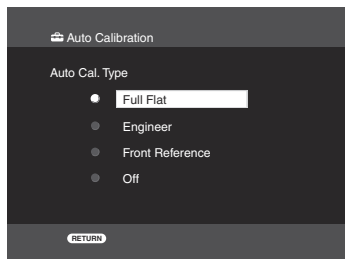 Auto Calibration
Auto Cal. Type
Full Flat
Engineer
Front Reference
Off
RETURN